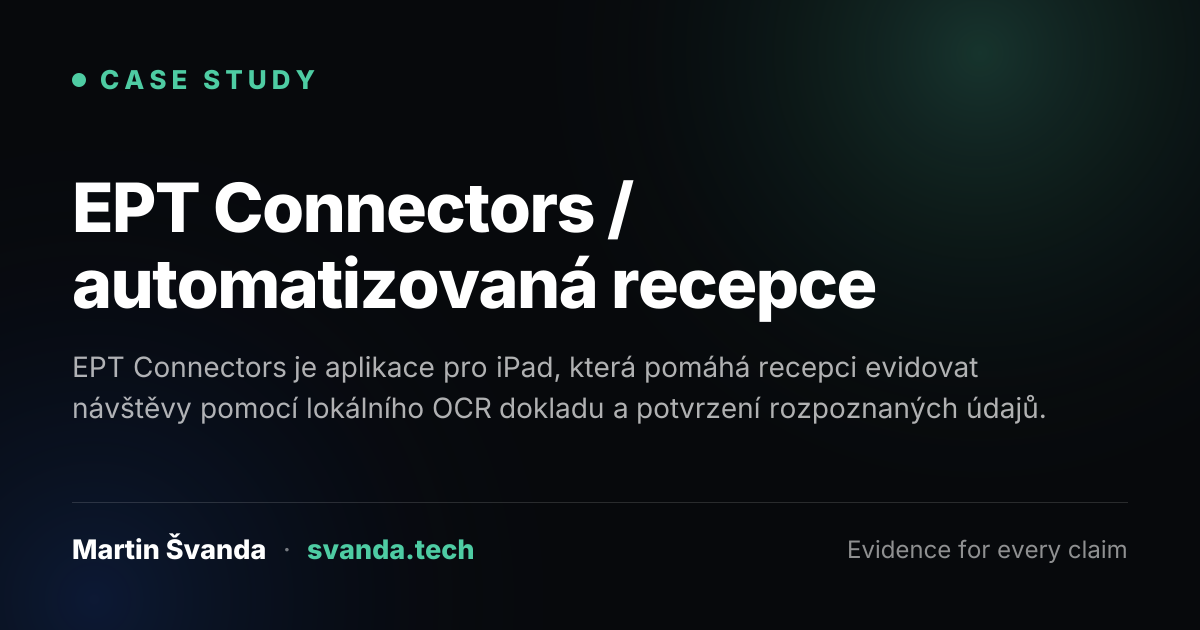 CASE STUDY
EPT Connectors /
automatizovaná recepce
EPT Connectors je aplikace pro iPad, která pomáhá recepci evidovat
návštěvy pomocí lokálního OCR dokladu a potvrzení rozpoznaných údajů.
Martin Švanda · svanda.tech
Evidence for every claim